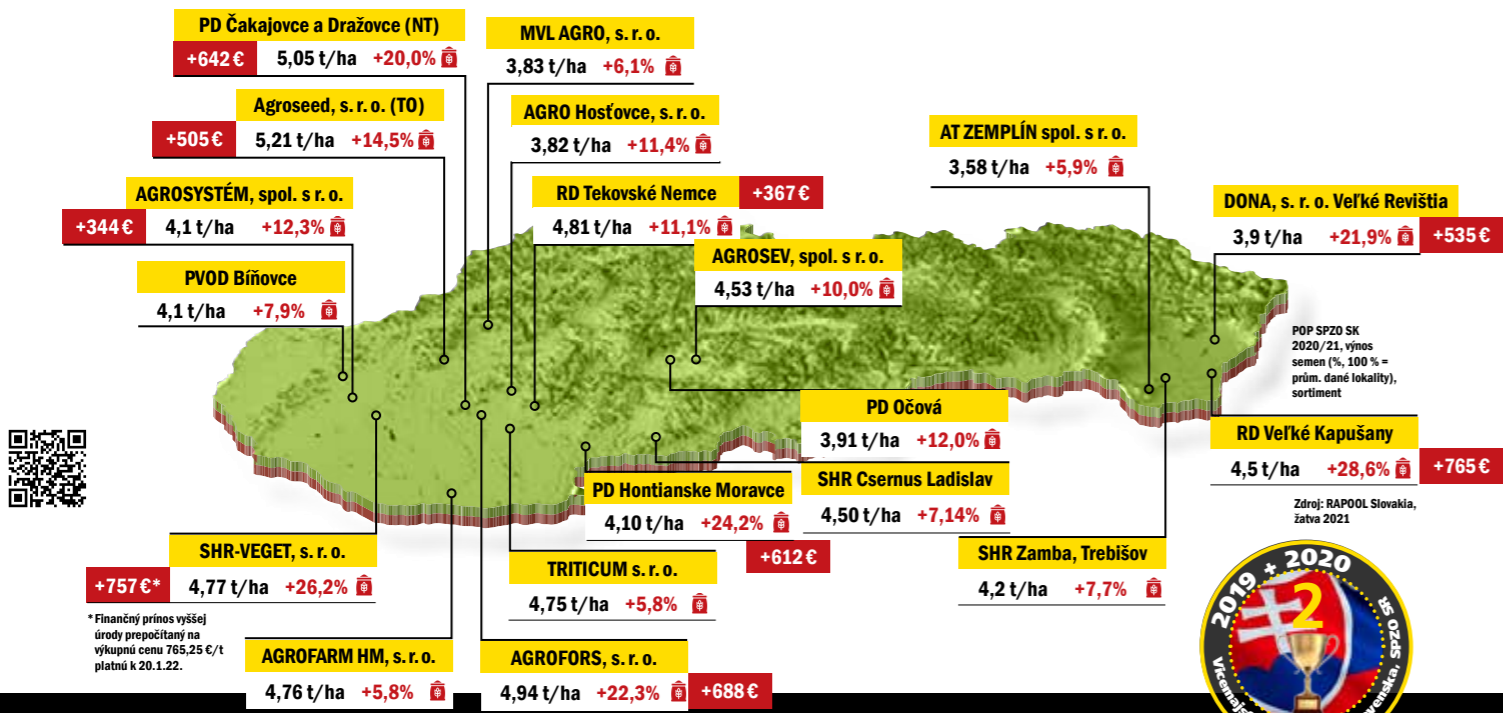 PD Čakajovce a Dražovce (NT)
+642 € 5,05 t/ha +20,0%
MVL AGRO, s. r. o.
3,83 t/ha +6,1%
Agroseed, s. r. o. (TO)
+505 € 5,21 t/ha +14,5%
AGRO Hosťovce, s. r. o.
3,82 t/ha +11,4%
AT ZEMPLÍN spol. s r. o.
3,58 t/ha +5,9%
AGROSYSTÉM, spol. s r. o.
+344 € 4,1 t/ha +12,3%
RD Tekovské Nemce +367 €
4,81 t/ha +11,1%
DONA, s. r. o. Veľké Revištia
3,9 t/ha +21,9% +535 €
AGROSEV, spol. s r. o.
4,53 t/ha +10,0%
PVOD Bíňovce
4,1 t/ha +7,9%
POP SPZO SK
2020/21, výnos
semen (%, 100 % =
prům. dané lokality),
sortiment
PD Očová
3,91 t/ha +12,0%
RD Veľké Kapušany
4,5 t/ha +28,6% +765 €
PD Hontianske Moravce
4,10 t/ha +24,2%
+612 €
SHR Csernus Ladislav
4,50 t/ha +7,14%
Zdroj: RAPOOL Slovakia,
žatva 2021
SHR-VEGET, s. r. o.
+757 €* 4,77 t/ha +26,2%
TRITICUM s. r. o.
4,75 t/ha +5,8%
SHR Zamba, Trebišov
4,2 t/ha +7,7%
* Finančný prínos vyššej
úrody prepočítaný na
výkupnú cenu 765,25 €/t
platnú k 20.1.22.
AGROFARM HM, s. r. o.
4,76 t/ha +5,8%
AGROFORS, s. r. o.
4,94 t/ha +22,3% +688 €
2019 + 2020
2
SPZO SR